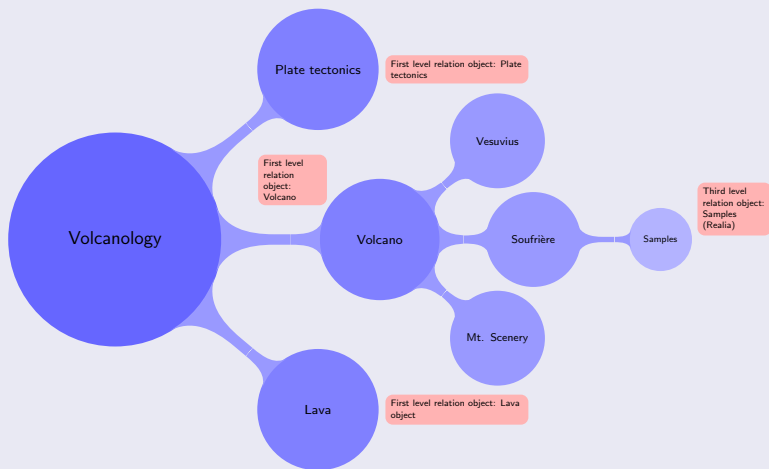 Plate tectonics
First level relation object: Plate
tectonics
Vesuvius
First level
relation
object:
Volcano
Third level
relation object:
Samples
(Realia)
Volcanology
Volcano
Soufrière
Samples
Mt. Scenery
Lava
First level relation object: Lava
object